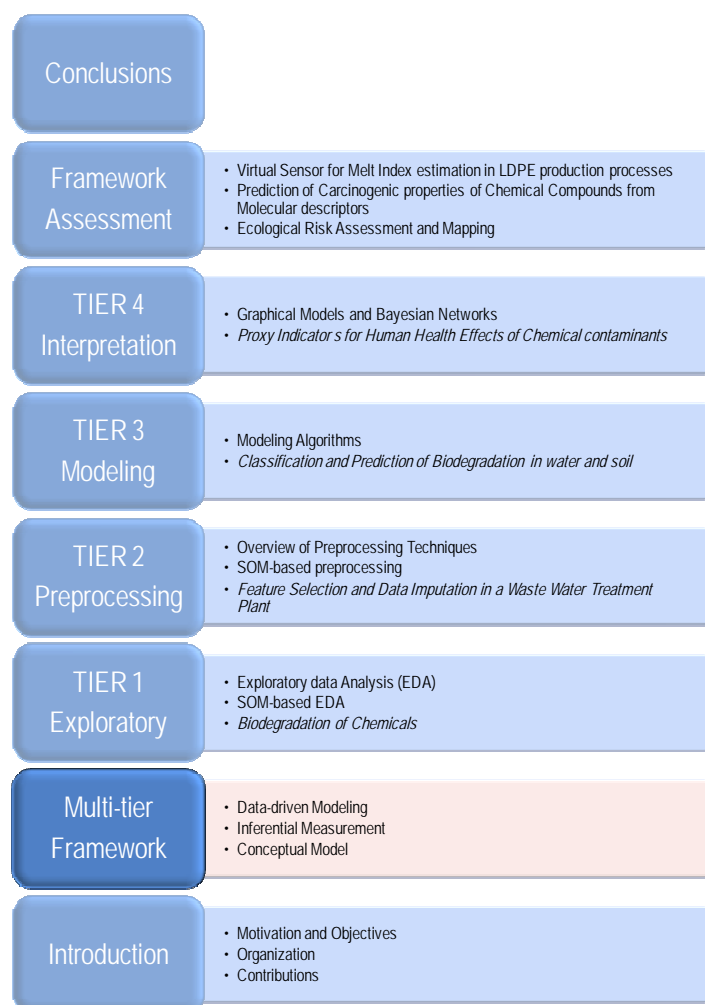 Conclusions
Framework
Assessment
• Virtual Sensor for Melt Index estimation in LDPE production processes
• Prediction of Carcinogenic properties of Chemical Compounds from
Molecular descriptors
• Ecological Risk Assessment and Mapping
TIER 4
Interpretation
• Graphical Models and Bayesian Networks
• Proxy Indicators for Human Health Effects of Chemical contaminants
TIER 3
Modeling
• Modeling Algorithms
• Classification and Prediction of Biodegradation in water and soil
TIER 2
Preprocessing
• Overview of Preprocessing Techniques
• SOM-based preprocessing
• Feature Selection and Data Imputation in a Waste Water Treatment
Plant
TIER 1
Exploratory
• Exploratory data Analysis (EDA)
• SOM-based EDA
• Biodegradation of Chemicals
Multi-tier
Framework
• Data-driven Modeling
• Inferential Measurement
• Conceptual Model
Introduction
• Motivation and Objectives
• Organization
• Contributions